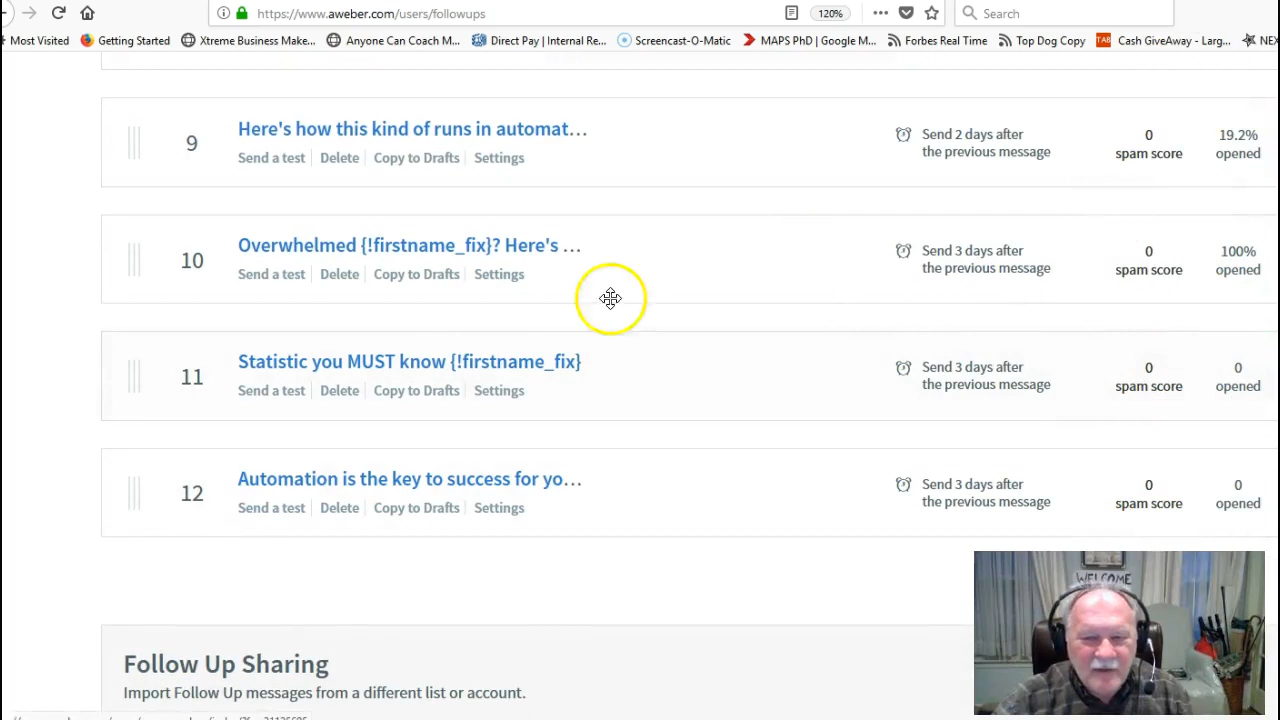 https://www.aweber.com/users/followups
120%
Search
Most Visited
Getting Started
Xtreme Business Make...
Anyone Can Coach M...
Direct Pay | Internal Re...
Screencast-O-Matic
MAPS PhD | Google M...
Forbes Real Time
Top Dog Copy
TAB
Cash GiveAway - Larg...
NEX
9
Here's how this kind of runs in automat...
Send a test
Delete
Copy to Drafts
Settings
Send 2 days after
the previous message
0
spam score
19.2%
opened
10
Overwhelmed {!firstname_fix}? Here's ...
Send a test
Delete
Copy to Drafts
Settings
Send 3 days after
the previous message
0
spam score
100%
opened
11
Statistic you MUST know {!firstname_fix}
Send a test
Delete
Copy to Drafts
Settings
Send 3 days after
the previous message
0
spam score
0
opened
12
Automation is the key to success for yo...
Send a test
Delete
Copy to Drafts
Settings
Send 3 days after
the previous message
0
spam score
0
opened
WELCOME
Follow Up Sharing
Import Follow Up messages from a different list or account.